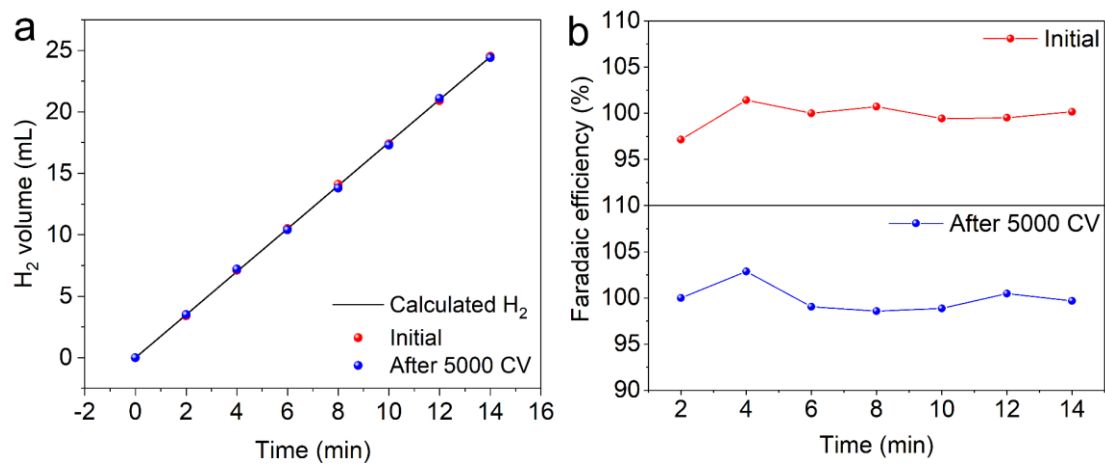 a
H₂ volume (mL)
25
20
15
10
5
0
Calculated H₂
Initial
After 5000 CV
-2 0 2 4 6 8 10 12 14 16
Time (min)
b
Faradaic efficiency (%)
110
105
100
95
110
105
100
95
90
Initial
After 5000 CV
2 4 6 8 10 12 14
Time (min)